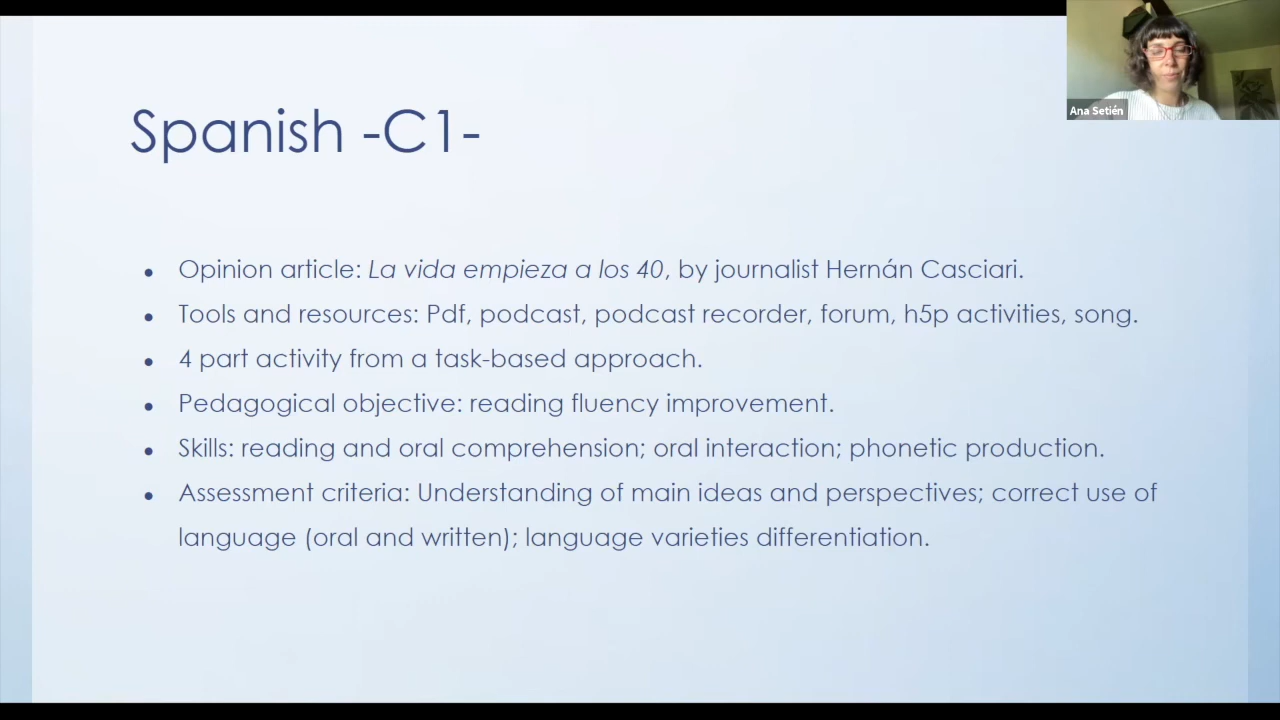 Spanish -C1-
Ana Setién
Opinion article: La vida empieza a los 40, by journalist Hernán Casciari.
Tools and resources: Pdf, podcast, podcast recorder, forum, h5p activities, song.
4 part activity from a task-based approach.
Pedagogical objective: reading fluency improvement.
Skills: reading and oral comprehension; oral interaction; phonetic production.
Assessment criteria: Understanding of main ideas and perspectives; correct use of
language (oral and written); language varieties differentiation.